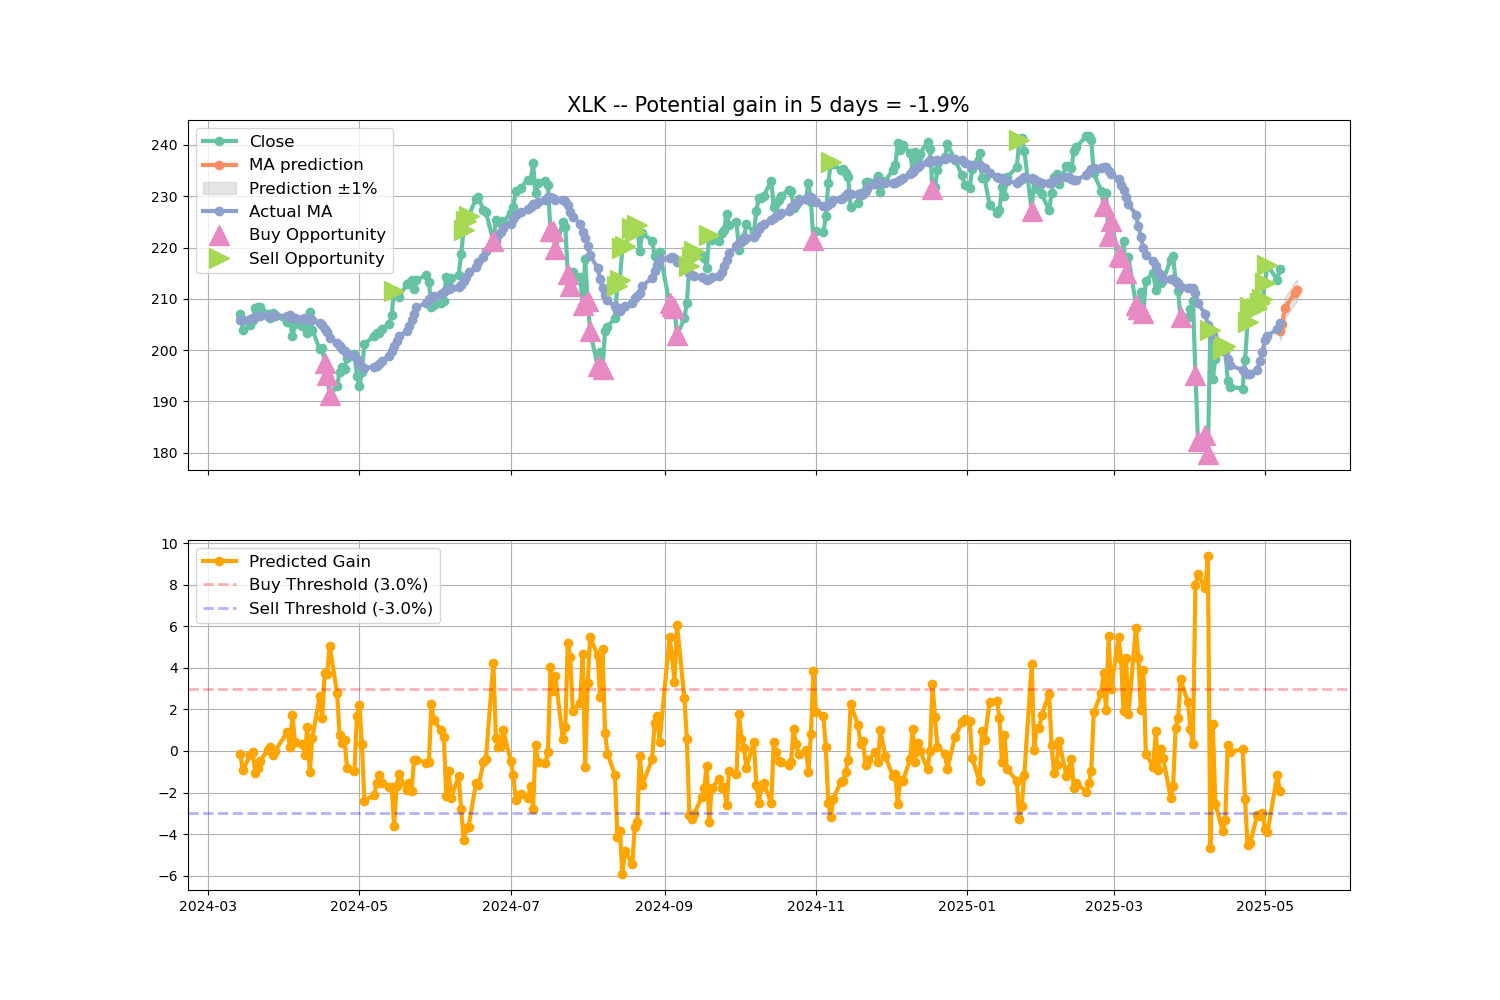 XLK -- Potential gain in 5 days = -1.9%
240
230
220
210
200
190
180
Close
MA prediction
Prediction ±1%
Actual MA
Buy Opportunity
Sell Opportunity
10
8
6
4
2
0
−2
−4
−6
Predicted Gain
Buy Threshold (3.0%)
Sell Threshold (-3.0%)
2024-03 2024-05 2024-07 2024-09 2024-11 2025-01 2025-03 2025-05